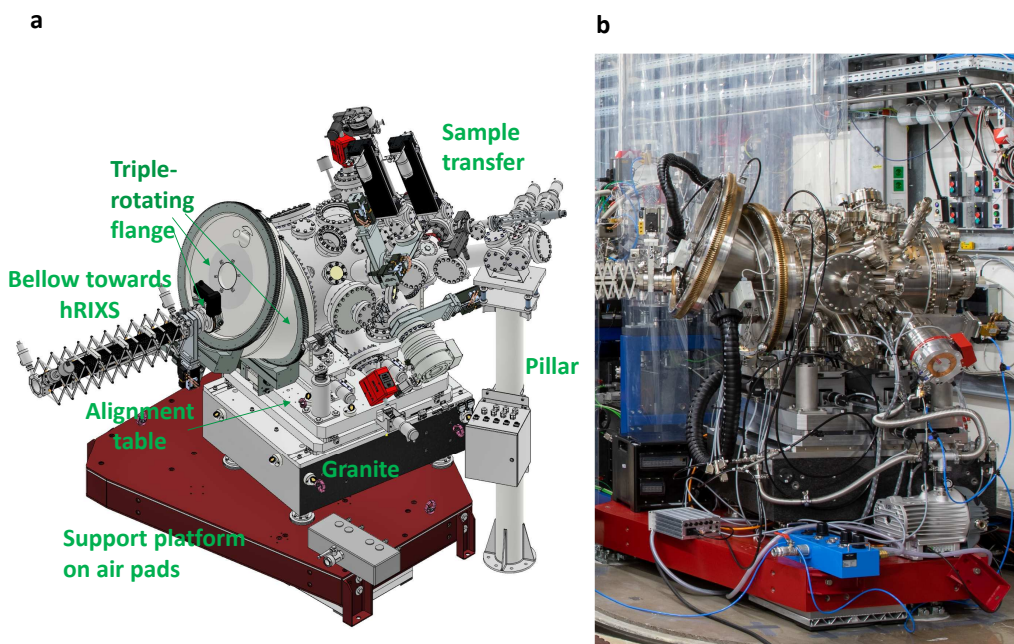 a
b
Sample
transfer
Triple-
rotating
flange
Bellow towards
hRIXS
Pillar
Alignment
table
Granite
Support platform
on air pads